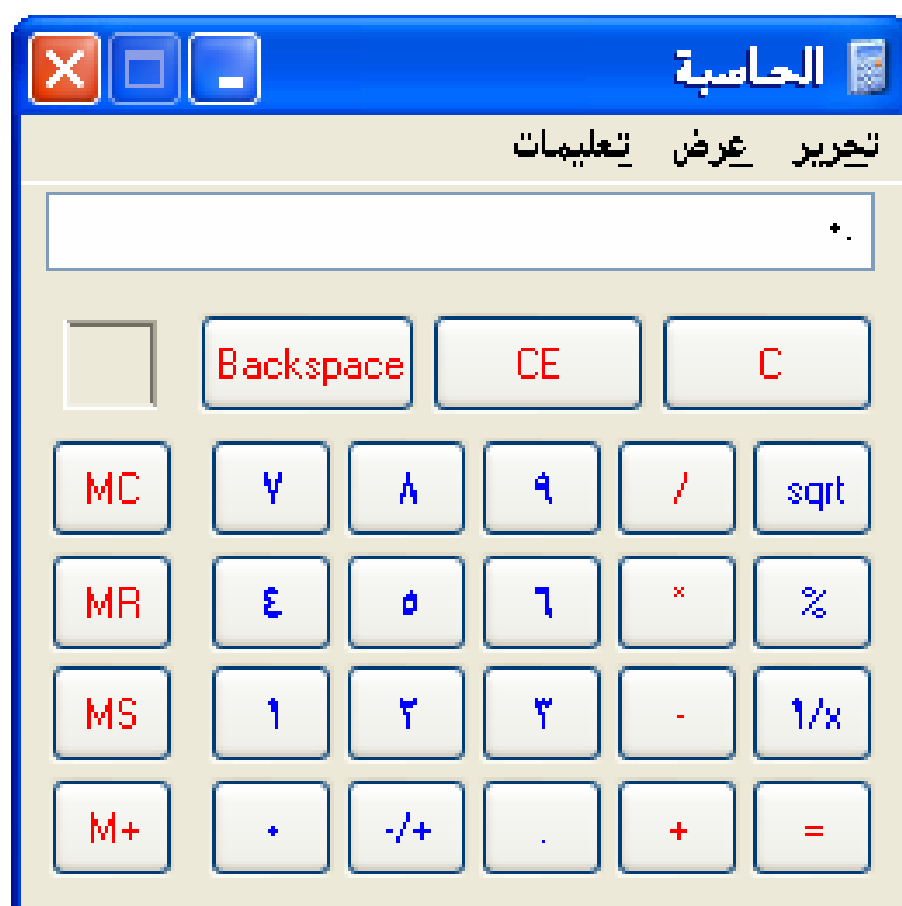 الحاسبة
تحرير عرض تعليمات
٠.
Backspace CE C
MC ٧ ٨ ٩ / sqrt
MR ٤ ٥ ٦ * %
MS ١ ٢ ٣ - ١/x
M+ ٠ -/+ . + =